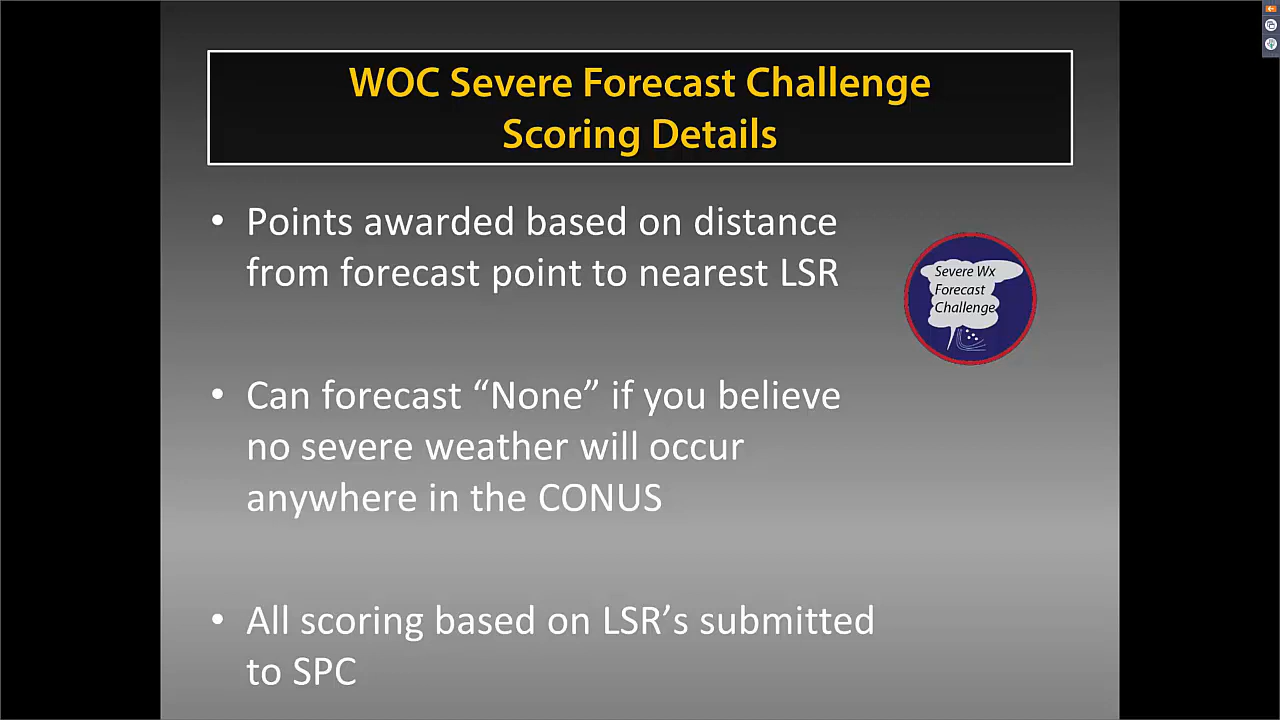 WOC Severe Forecast Challenge
Scoring Details
• Points awarded based on distance
from forecast point to nearest LSR
Severe Wx
Forecast
Challenge
• Can forecast “None” if you believe
no severe weather will occur
anywhere in the CONUS
• All scoring based on LSR’s submitted
to SPC